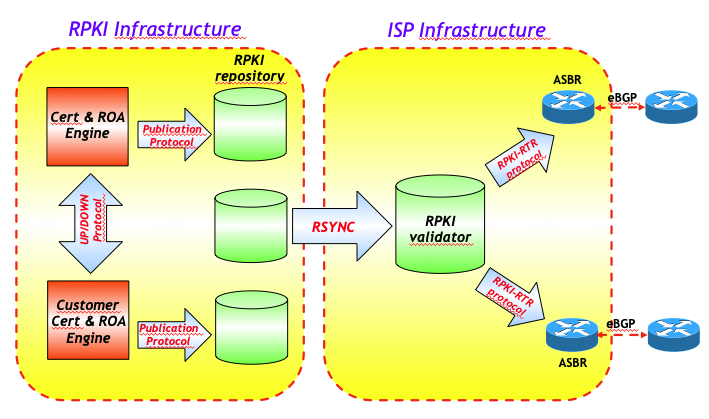 RPKI Infrastructure
ISP Infrastructure
RPKI
repository
Cert & ROA
Engine
Publication
Protocol
UP/DOWN
Protocol
Customer
Cert & ROA
Engine
Publication
Protocol
RSYNC
RPKI
validator
RPKI-RTR
protocol
RPKI-RTR
protocol
ASBR
eBGP
eBGP
ASBR